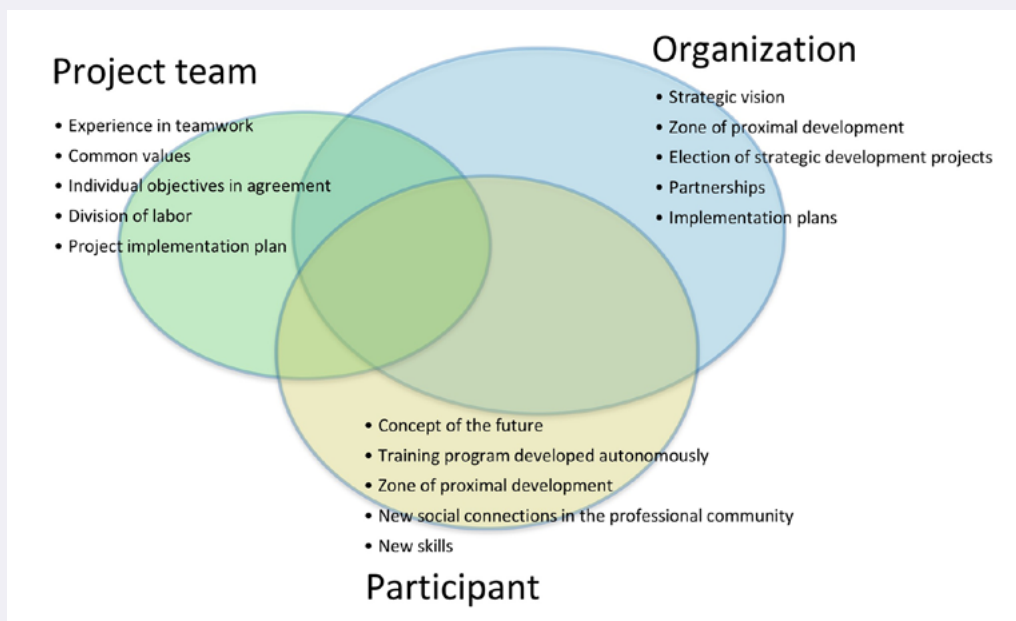 Project team
• Experience in teamwork
• Common values
• Individual objectives in agreement
• Division of labor
• Project implementation plan
Organization
• Strategic vision
• Zone of proximal development
• Election of strategic development projects
• Partnerships
• Implementation plans
• Concept of the future
• Training program developed autonomously
• Zone of proximal development
• New social connections in the professional community
• New skills
Participant